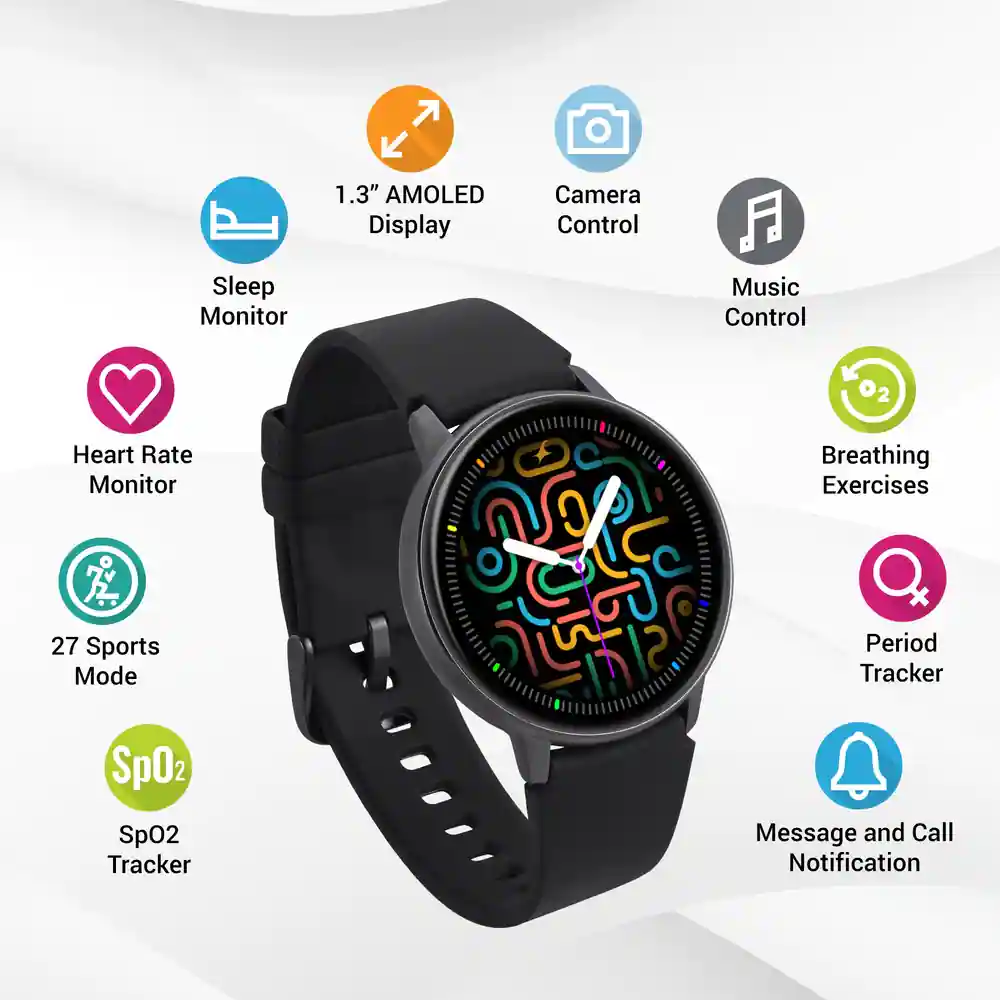 1.3” AMOLED
Display
Camera
Control
Sleep
Monitor
Music
Control
Heart Rate
Monitor
O2
Breathing
Exercises
27 Sports
Mode
Period
Tracker
SpO2
SpO2
Tracker
Message and Call
Notification